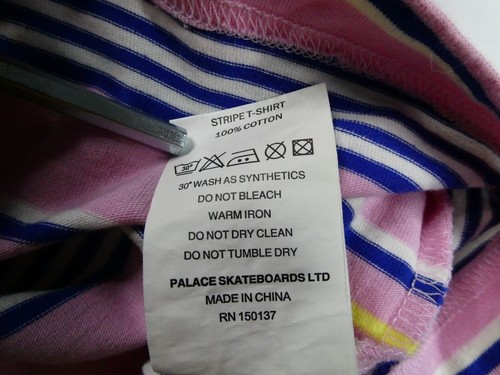 STRIPE T-SHIRT
100% COTTON
30°
30° WASH AS SYNTHETICS
DO NOT BLEACH
WARM IRON
DO NOT DRY CLEAN
DO NOT TUMBLE DRY
PALACE SKATEBOARDS LTD
MADE IN CHINA
RN 150137